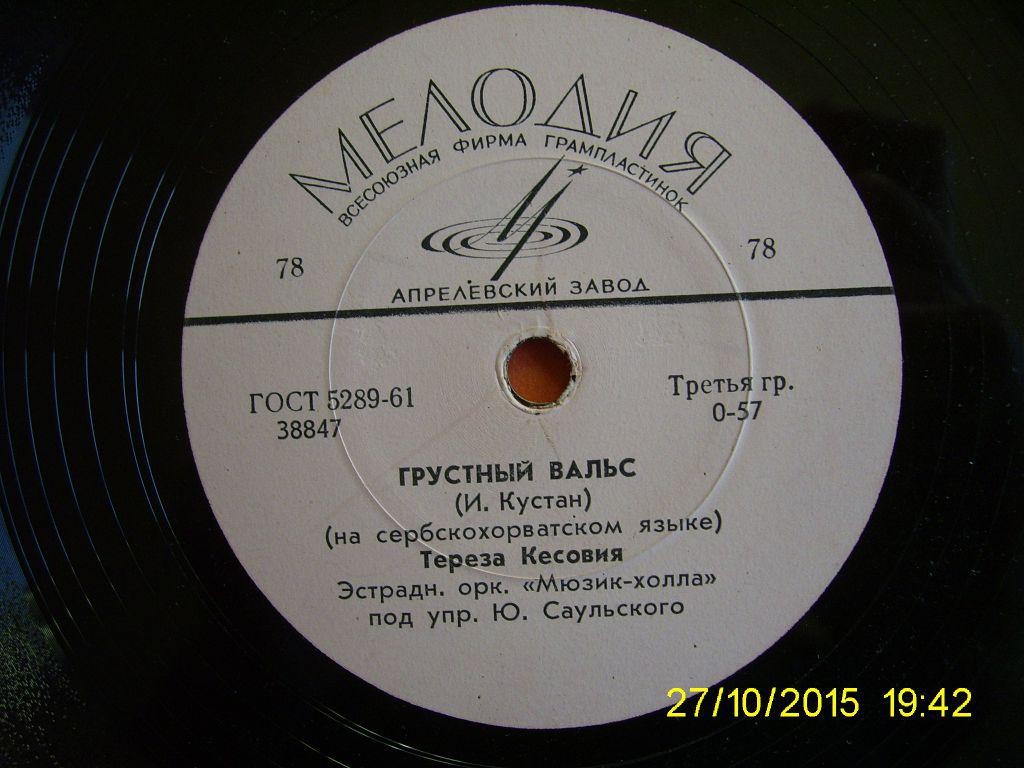 МЕЛОДИЯ
ВСЕСОЮЗНАЯ ФИРМА ГРАМПЛАСТИНОК
78
78
АПРЕЛЕВСКИЙ ЗАВОД
ГОСТ 5289-61
38847
Третья гр.
0-57
ГРУСТНЫЙ ВАЛЬС
(И. Кустан)
(на сербскохорватском языке)
Тереза Кесовия
Эстрадн. орк. «Мюзик-холла»
под упр. Ю. Саульского
27/10/2015 19:42